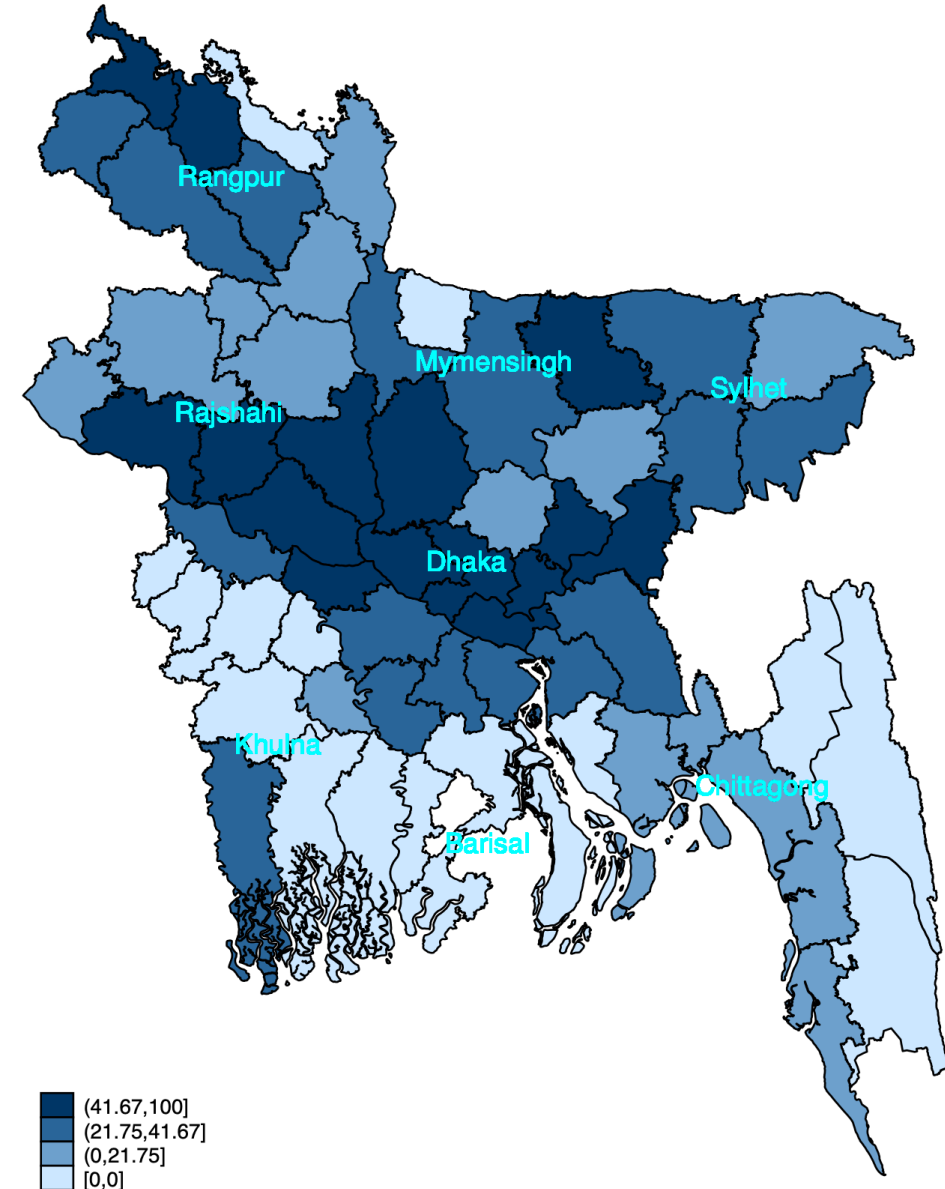 Rangpur
Mymensingh
Sylhet
Rajshahi
Dhaka
Khulna
Chittagong
Barisal
(41.67,100]
(21.75,41.67]
(0,21.75]
[0,0]